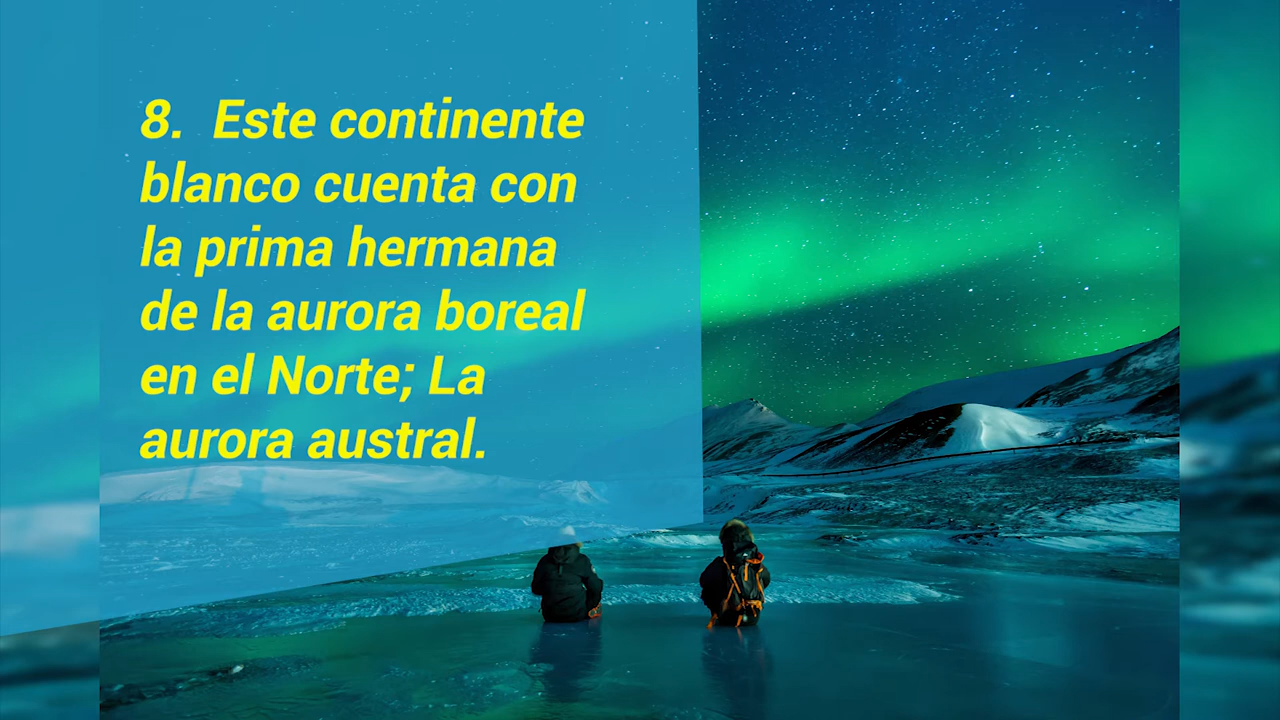 8. Este continente
blanco cuenta con
la prima hermana
de la aurora boreal
en el Norte; La
aurora austral.